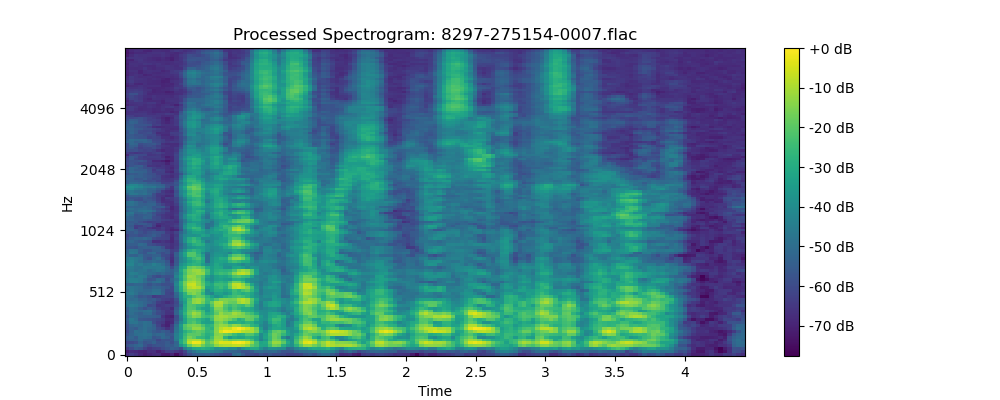 Processed Spectrogram: 8297-275154-0007.flac
Hz
4096
2048
1024
512
0
0 0.5 1 1.5 2 2.5 3 3.5 4
Time
+0 dB
-10 dB
-20 dB
-30 dB
-40 dB
-50 dB
-60 dB
-70 dB